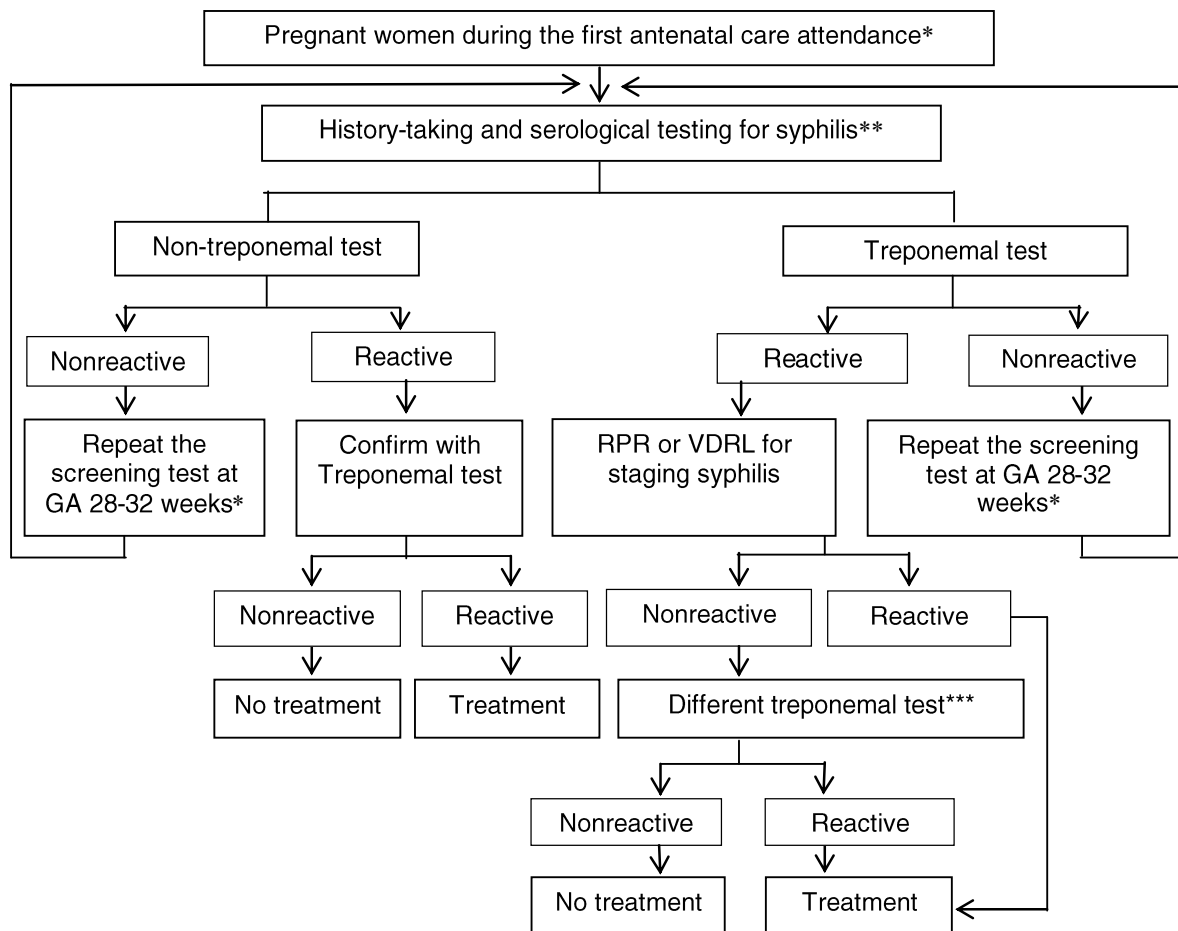 Pregnant women during the first antenatal care attendance*
History-taking and serological testing for syphilis**
Non-treponemal test
Treponemal test
Nonreactive
Reactive
Reactive
Nonreactive
Repeat the
screening test at
GA 28-32 weeks*
Confirm with
Treponemal test
RPR or VDRL for
staging syphilis
Repeat the screening
test at GA 28-32
weeks*
Nonreactive
Reactive
Nonreactive
Reactive
No treatment
Treatment
Different treponemal test***
Nonreactive
Reactive
No treatment
Treatment